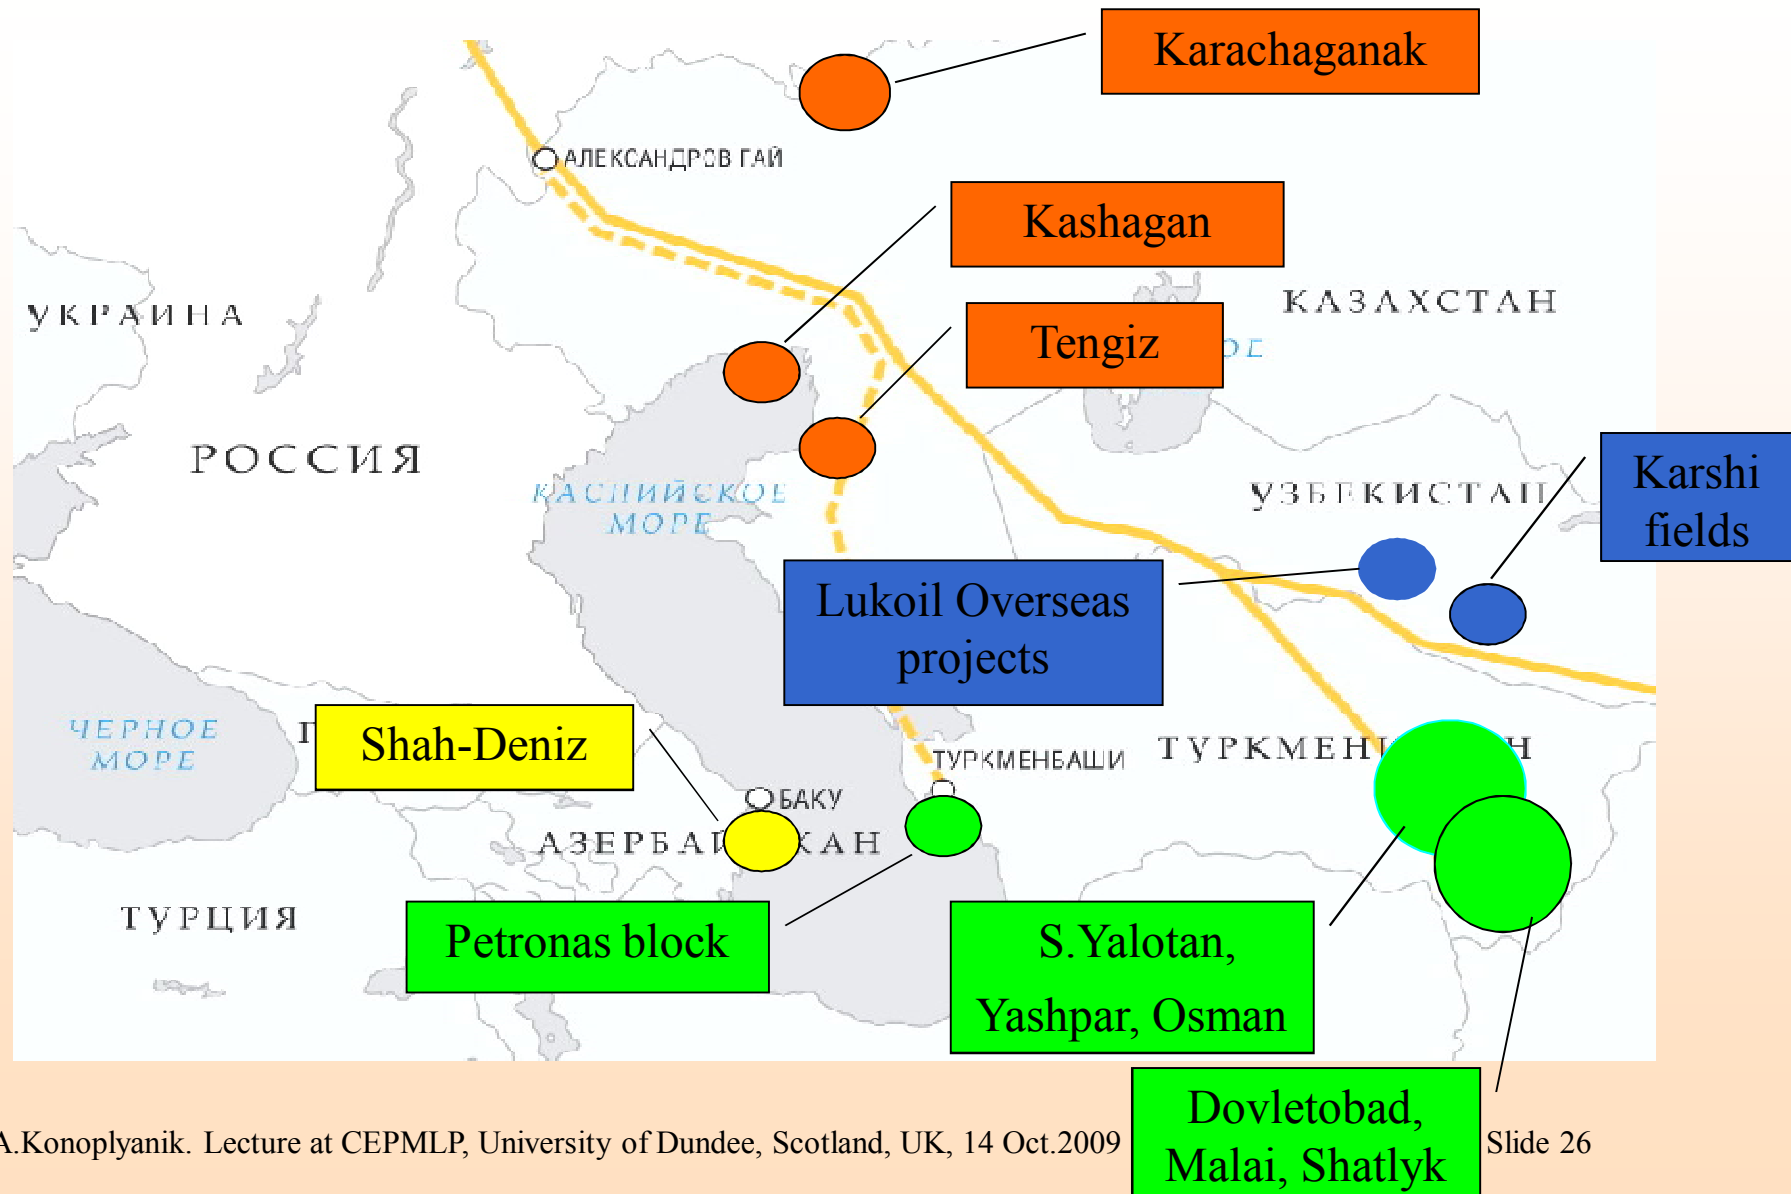 Karachaganak
АЛЕКСАНДРОВ ГАЙ
Kashagan
УКРАИНА
КАЗАХСТАН
Tengiz
ОЕ
РОССИЯ
КАСПИЙСКОЕ
МОРЕ
УЗБЕКИСТАН
Karshi
fields
Lukoil Overseas
projects
ЧЕРНОЕ
МОРЕ
Shah-Deniz
ТУРКМЕНБАШИ
БАКУ
ТУРЦИЯ
Petronas block
S.Yalotan,
Yashpar, Osman
Dovletobad,
Malai, Shatlyk
A.Konoplyanik. Lecture at CEPMLP, University of Dundee, Scotland, UK, 14 Oct.2009
Slide 26